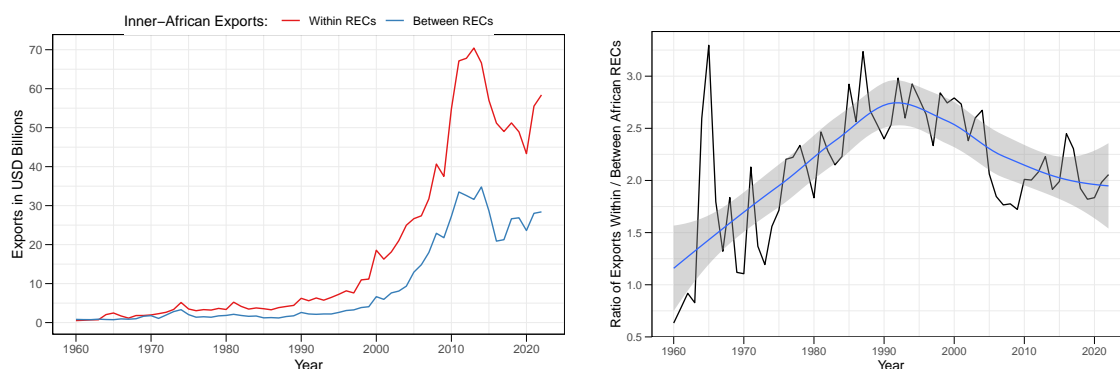 Inner−African Exports: Within RECs Between RECs
Exports in USD Billions
70
60
50
40
30
20
10
0
1960 1970 1980 1990 2000 2010 2020
Year
Ratio of Exports Within / Between African RECs
3.0
2.5
2.0
1.5
1.0
0.5
1960 1970 1980 1990 2000 2010 2020
Year